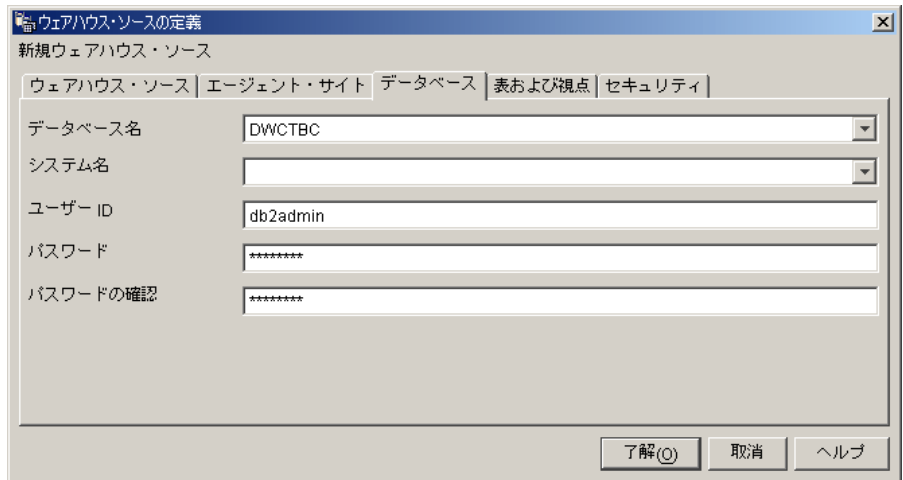 ウェアハウス・ソースの定義
新規ウェアハウス・ソース
ウェアハウス・ソース エージェント・サイト データベース 表および視点 セキュリティ
データベース名 DWCTBC
システム名
ユーザー ID db2admin
パスワード ********
パスワードの確認 ********
了解(O) 取消 ヘルプ